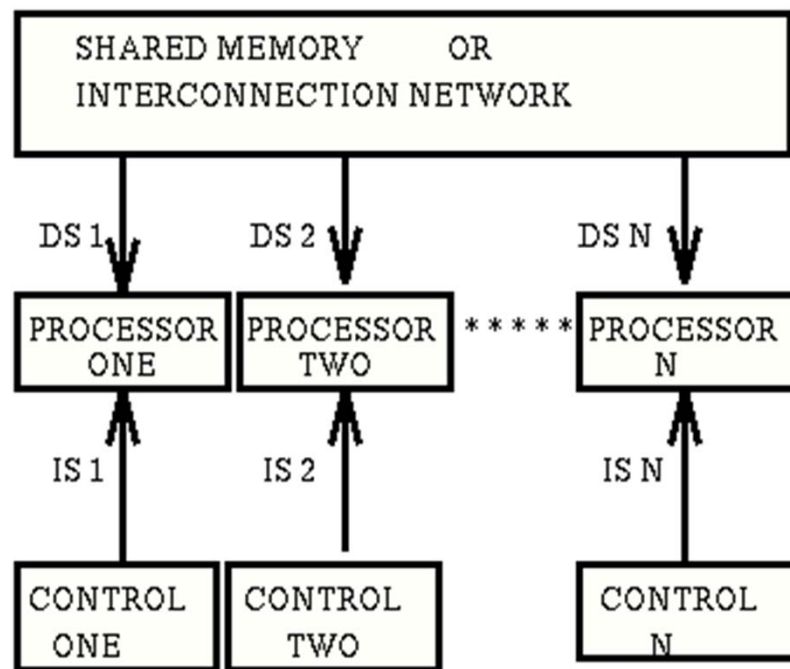 SHARED MEMORY OR
INTERCONNECTION NETWORK
DS 1 DS 2 DS N
PROCESSOR ONE
PROCESSOR TWO
* * * * *
PROCESSOR N
IS 1 IS 2 IS N
CONTROL ONE
CONTROL TWO
CONTROL N